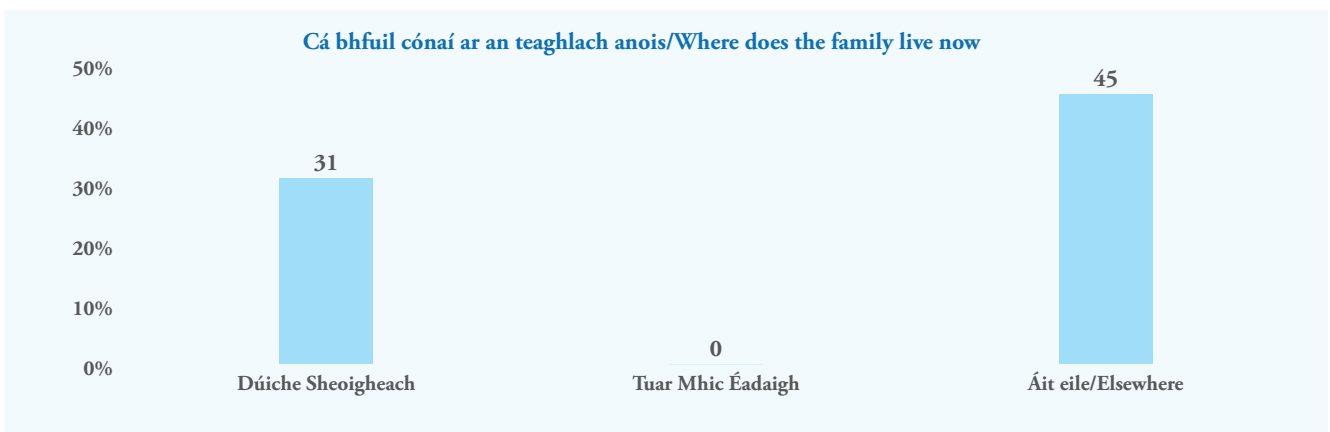 Cá bhfuil cónaí ar an teaghlach anois/Where does the family live now
50%
40%
30%
20%
10%
0%
31
0
45
Dúiche Sheoigheach
Tuar Mhic Éadaigh
Áit eile/Elsewhere